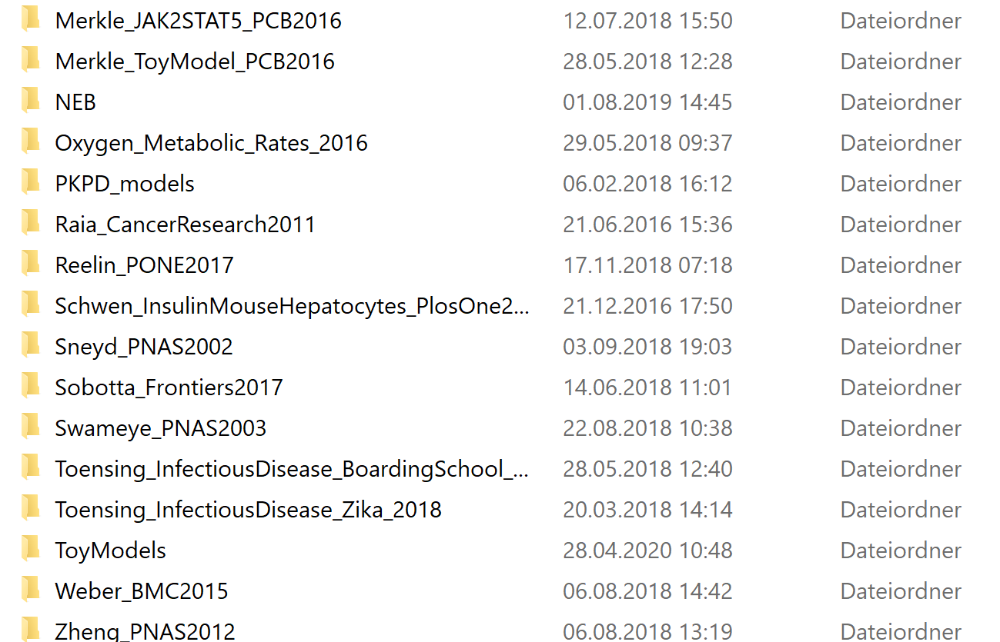 Merkle_JAK2STAT5_PCB2016 12.07.2018 15:50 Dateiordner
Merkle_ToyModel_PCB2016 28.05.2018 12:28 Dateiordner
NEB 01.08.2019 14:45 Dateiordner
Oxygen_Metabolic_Rates_2016 29.05.2018 09:37 Dateiordner
PKPD_models 06.02.2018 16:12 Dateiordner
Raia_CancerResearch2011 21.06.2016 15:36 Dateiordner
Reelin_PONE2017 17.11.2018 07:18 Dateiordner
Schwen_InsulinMouseHepatocytes_PlosOne2... 21.12.2016 17:50 Dateiordner
Sneyd_PNAS2002 03.09.2018 19:03 Dateiordner
Sobotta_Frontiers2017 14.06.2018 11:01 Dateiordner
Swameye_PNAS2003 22.08.2018 10:38 Dateiordner
Toensing_InfectiousDisease_BoardingSchool_... 28.05.2018 12:40 Dateiordner
Toensing_InfectiousDisease_Zika_2018 20.03.2018 14:14 Dateiordner
ToyModels 28.04.2020 10:48 Dateiordner
Weber_BMC2015 06.08.2018 14:42 Dateiordner
Zheng_PNAS2012 06.08.2018 13:19 Dateiordner